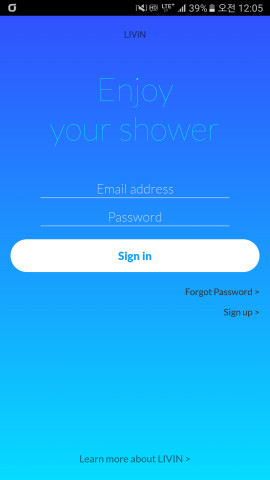 LTE+ 39% 오전 12:05
LIVIN
Enjoy
your shower
Email address
Password
Sign in
Forgot Password >
Sign up >
Learn more about LIVIN >